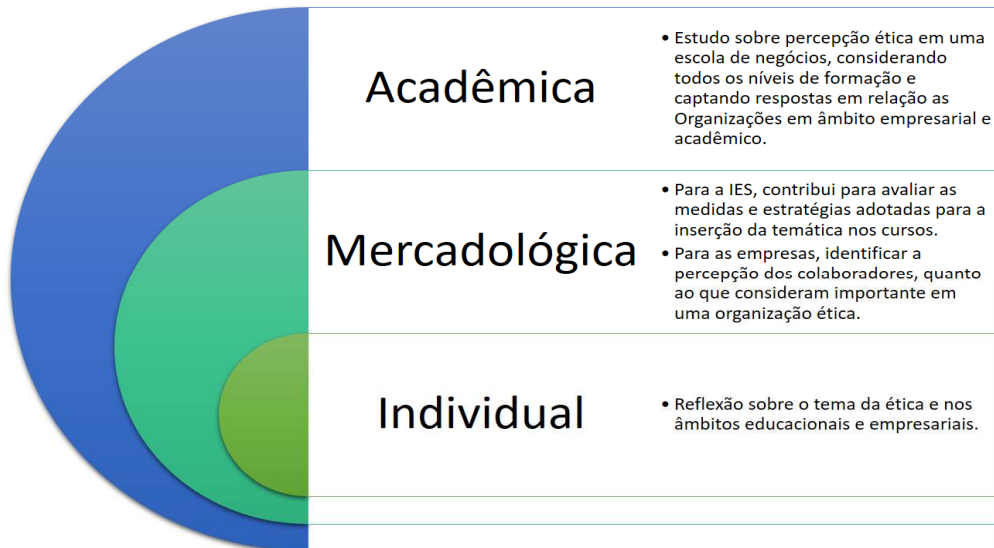 Acadêmica
• Estudo sobre percepção ética em uma
escola de negócios, considerando
todos os níveis de formação e
captando respostas em relação as
Organizações em âmbito empresarial e
acadêmico.
Mercadológica
• Para a IES, contribui para avaliar as
medidas e estratégias adotadas para a
inserção da temática nos cursos.
• Para as empresas, identificar a
percepção dos colaboradores, quanto
ao que consideram importante em
uma organização ética.
Individual
• Reflexão sobre o tema da ética e nos
âmbitos educacionais e empresariais.